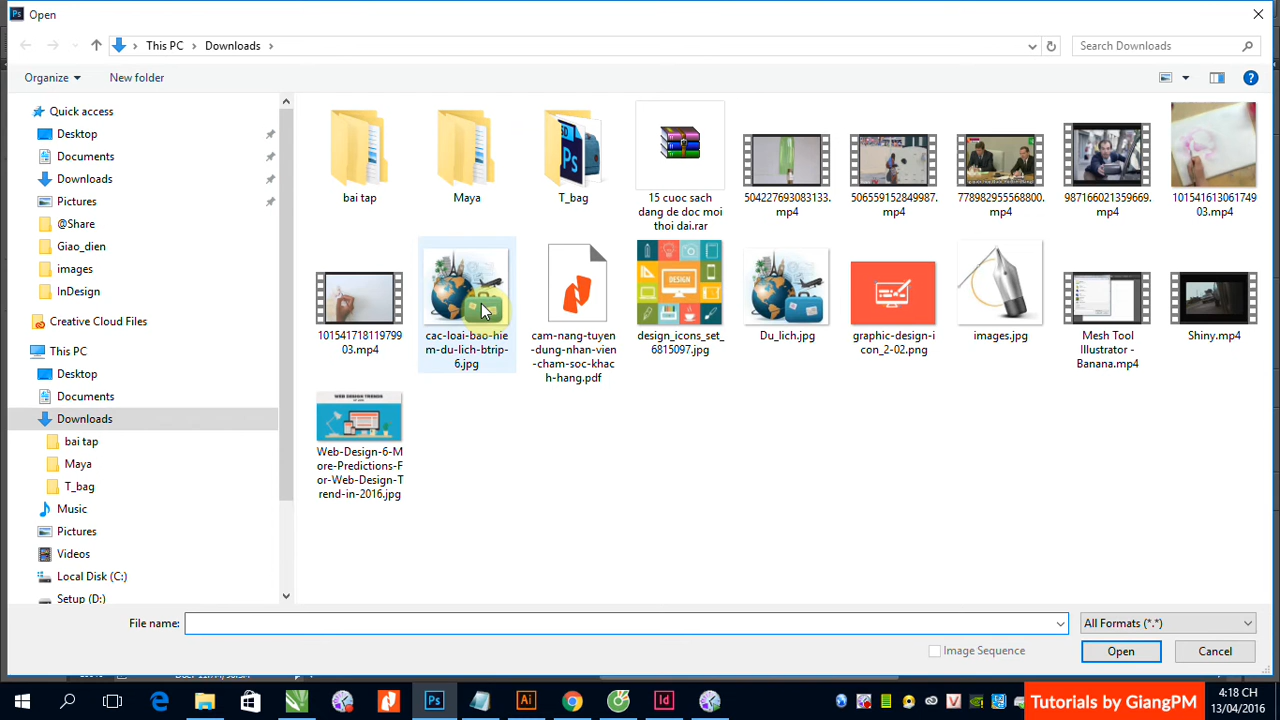 Open
This PC
Downloads
Search Downloads
Organize
New folder
Quick access
Desktop
Documents
Downloads
Pictures
@Share
Giao_dien
images
InDesign
Creative Cloud Files
This PC
Desktop
Documents
Downloads
bai tap
Maya
T_bag
Music
Pictures
Videos
Local Disk (C:)
Setup (D:)
bai tap
Maya
T_bag
15 cuoc sach
dang de doc moi
thoi dai.rar
504227693083133.
mp4
506559152849987.
mp4
778982955568800.
mp4
987166021359669.
mp4
101541613061749
03.mp4
101541718119799
03.mp4
cac-loai-bao-hie
m-du-lich-btrip-
6.jpg
cam-nang-tuyen
-dung-nhan-vien
-cham-soc-khac
h-hang.pdf
DESIGN
design_icons_set_
6815097.jpg
Du_lich.jpg
graphic-design-i
con_2-02.png
images.jpg
Mesh Tool
Illustrator -
Banana.mp4
Shiny.mp4
WEB DESIGN TRENDS
Web-Design-6-M
ore-Predictions-F
or-Web-Design-T
rend-in-2016.jpg
File name:
All Formats (*.*)
Image Sequence
Open
Cancel
Tutorials by GiangPM
4:18 CH
13/04/2016